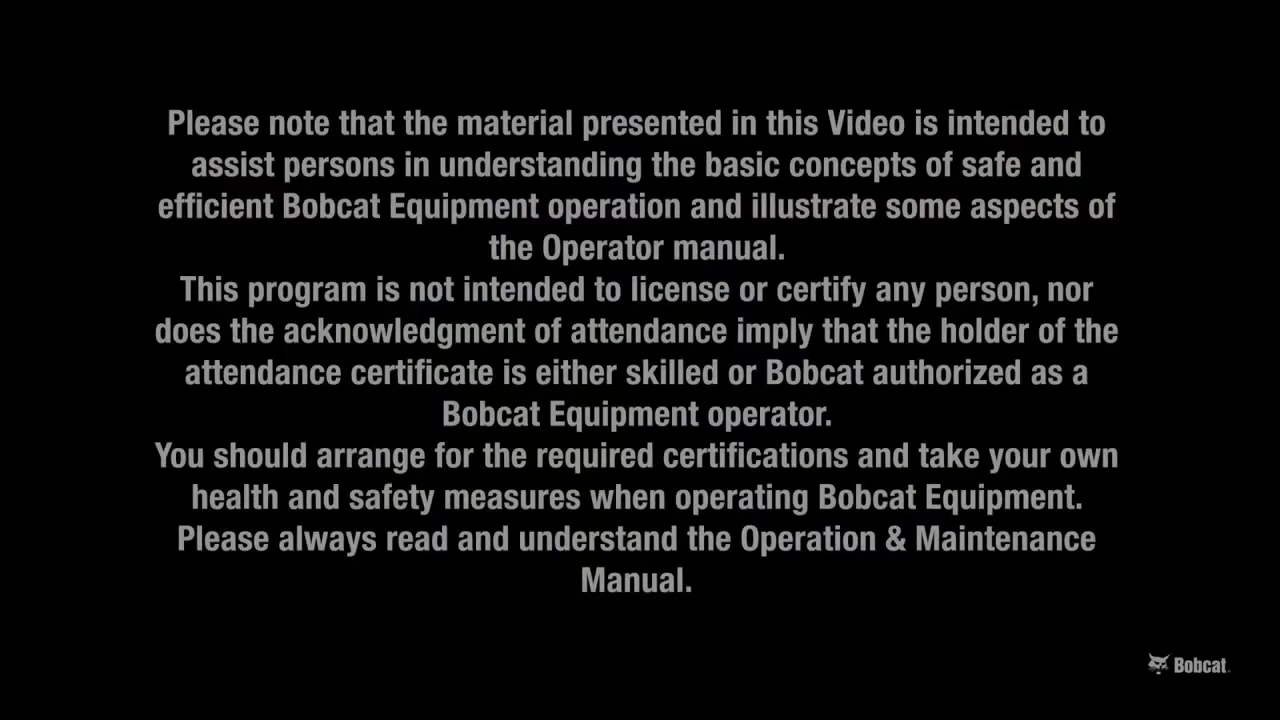 Please note that the material presented in this Video is intended to
assist persons in understanding the basic concepts of safe and
efficient Bobcat Equipment operation and illustrate some aspects of
the Operator manual.
This program is not intended to license or certify any person, nor
does the acknowledgment of attendance imply that the holder of the
attendance certificate is either skilled or Bobcat authorized as a
Bobcat Equipment operator.
You should arrange for the required certifications and take your own
health and safety measures when operating Bobcat Equipment.
Please always read and understand the Operation & Maintenance
Manual.
Bobcat